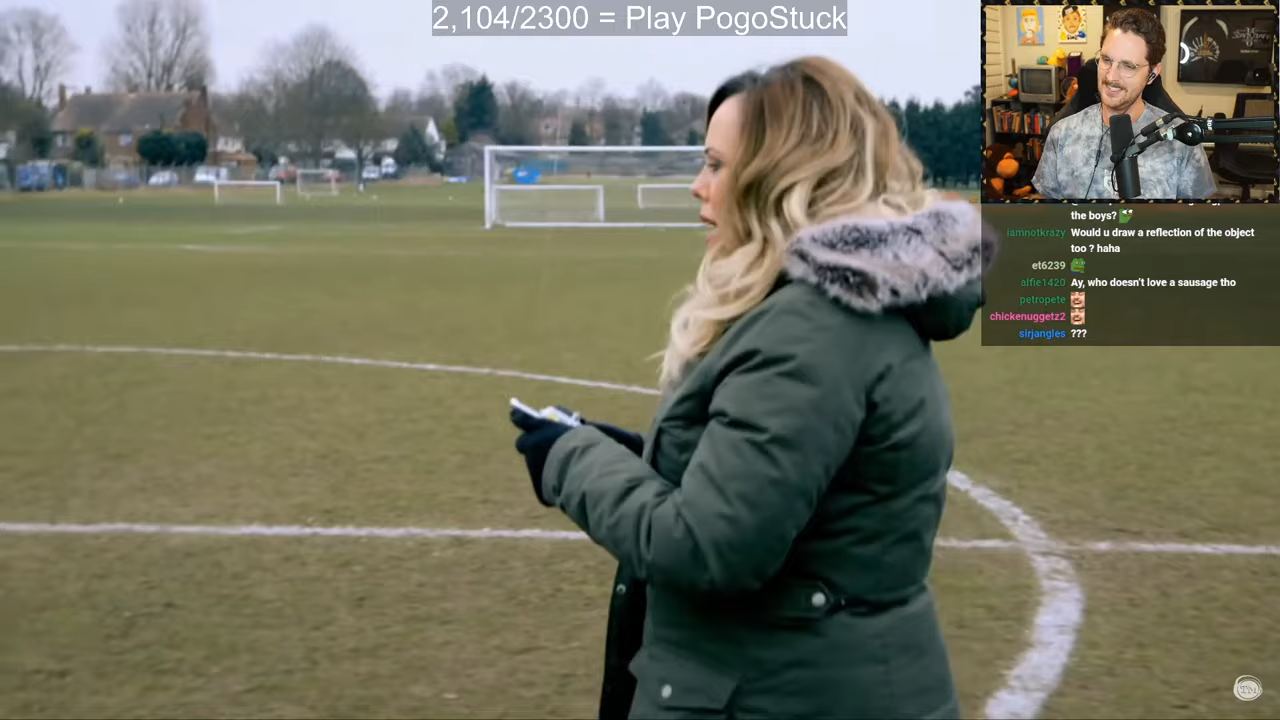 2,104/2300 = Play PogoStuck
the boys?
iamnotkrazy Would u draw a reflection of the object
too ? haha
et6239
alfie1420 Ay, who doesn't love a sausage tho
petropete
chickenuggetz2
sirjangles ???
TM